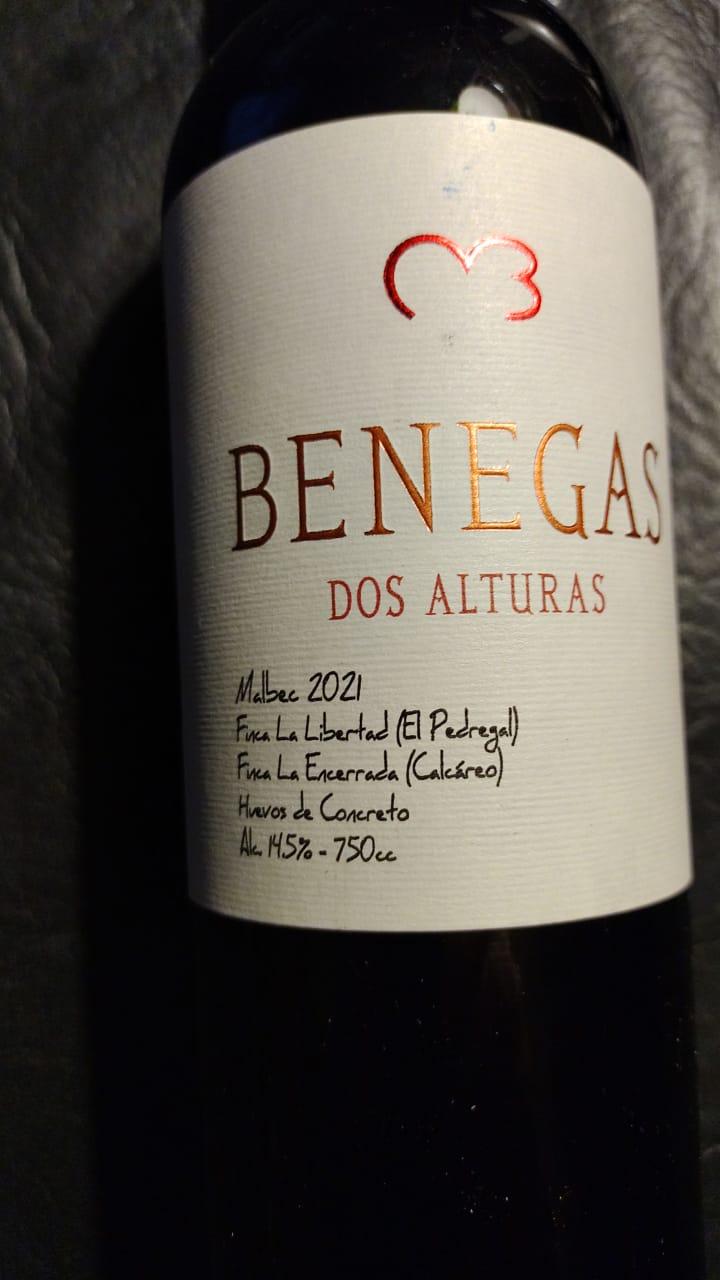 BENEGAS
DOS ALTURAS
Malbec 2021
Finca La Libertad (El Pedregal)
Finca La Encerrada (Calcáreo)
Huevos de Concreto
Alc. 14.5% - 750cc